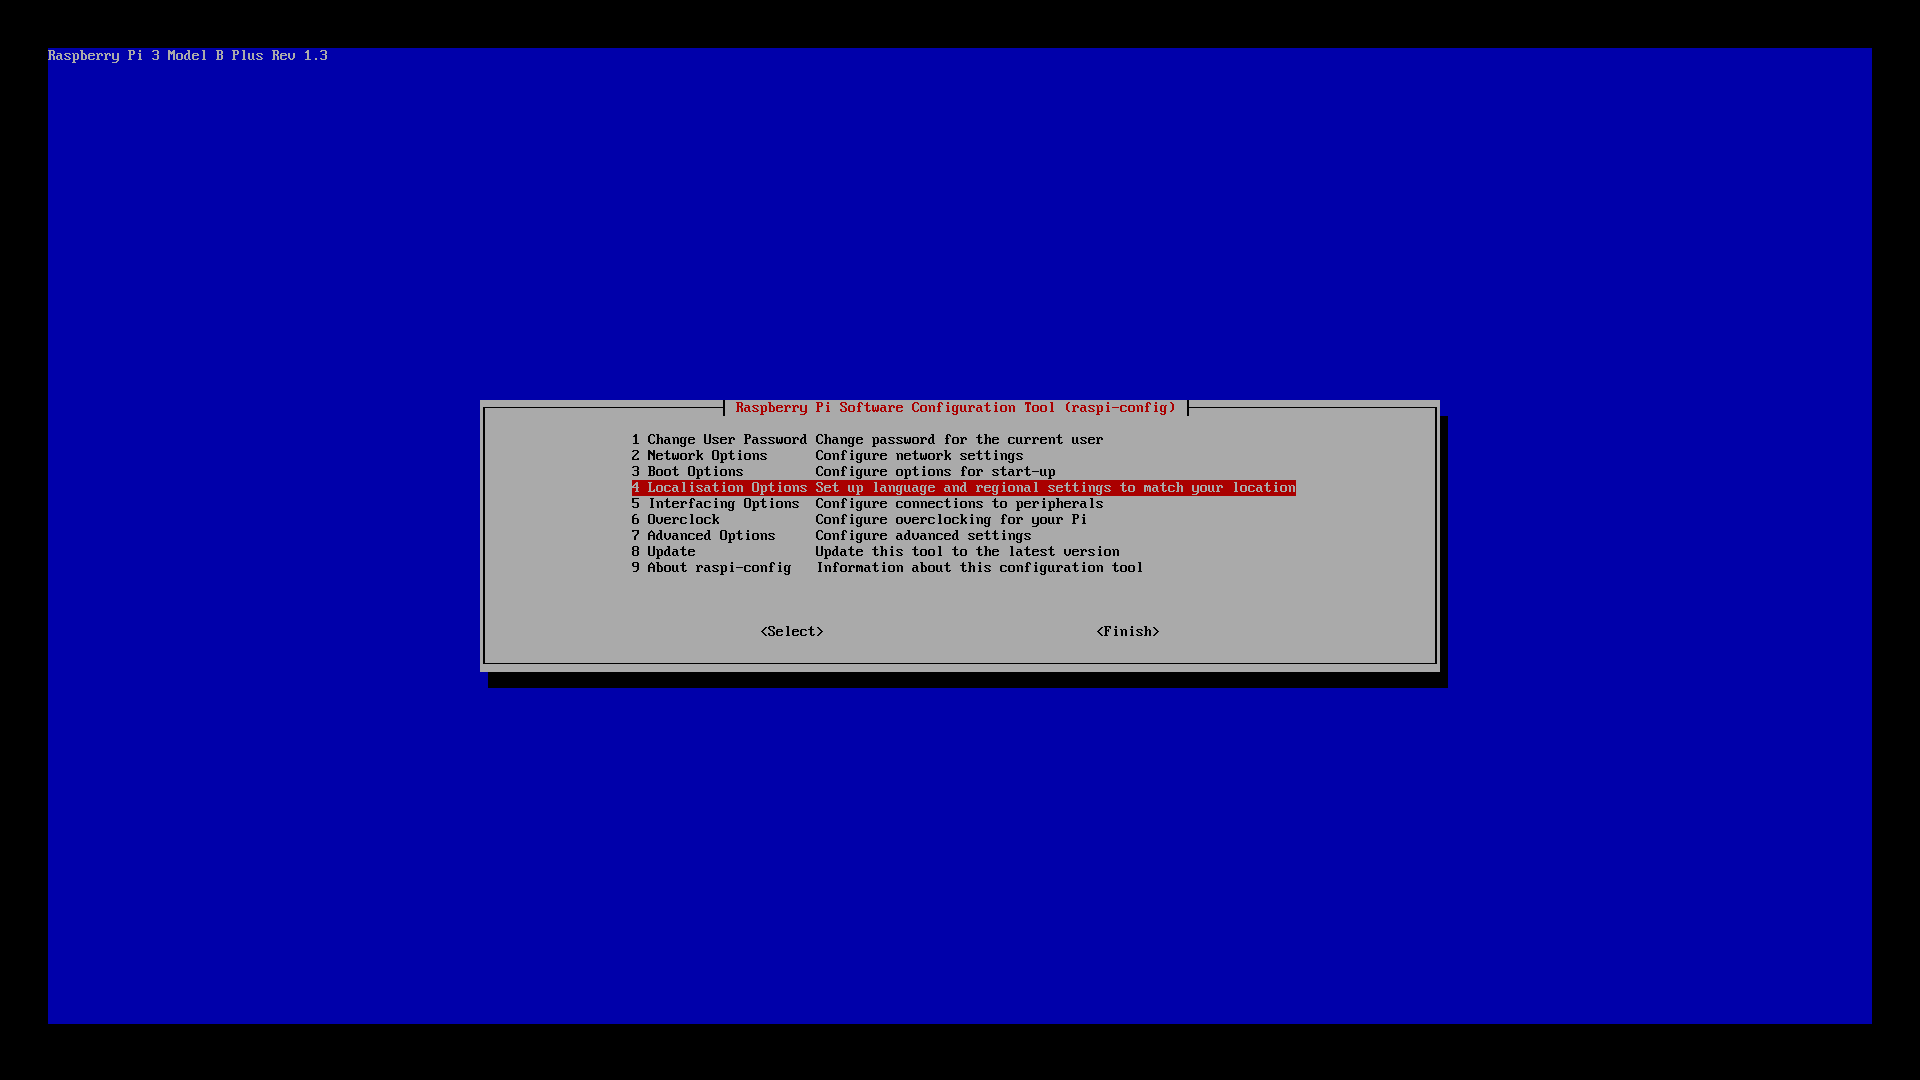 Raspberry Pi 3 Model B Plus Rev 1.3
Raspberry Pi Software Configuration Tool (raspi-config)
1 Change User Password Change password for the current user
2 Network Options Configure network settings
3 Boot Options Configure options for start-up
4 Localisation Options Set up language and regional settings to match your location
5 Interfacing Options Configure connections to peripherals
6 Overclock Configure overclocking for your Pi
7 Advanced Options Configure advanced settings
8 Update Update this tool to the latest version
9 About raspi-config Information about this configuration tool
<Select> <Finish>